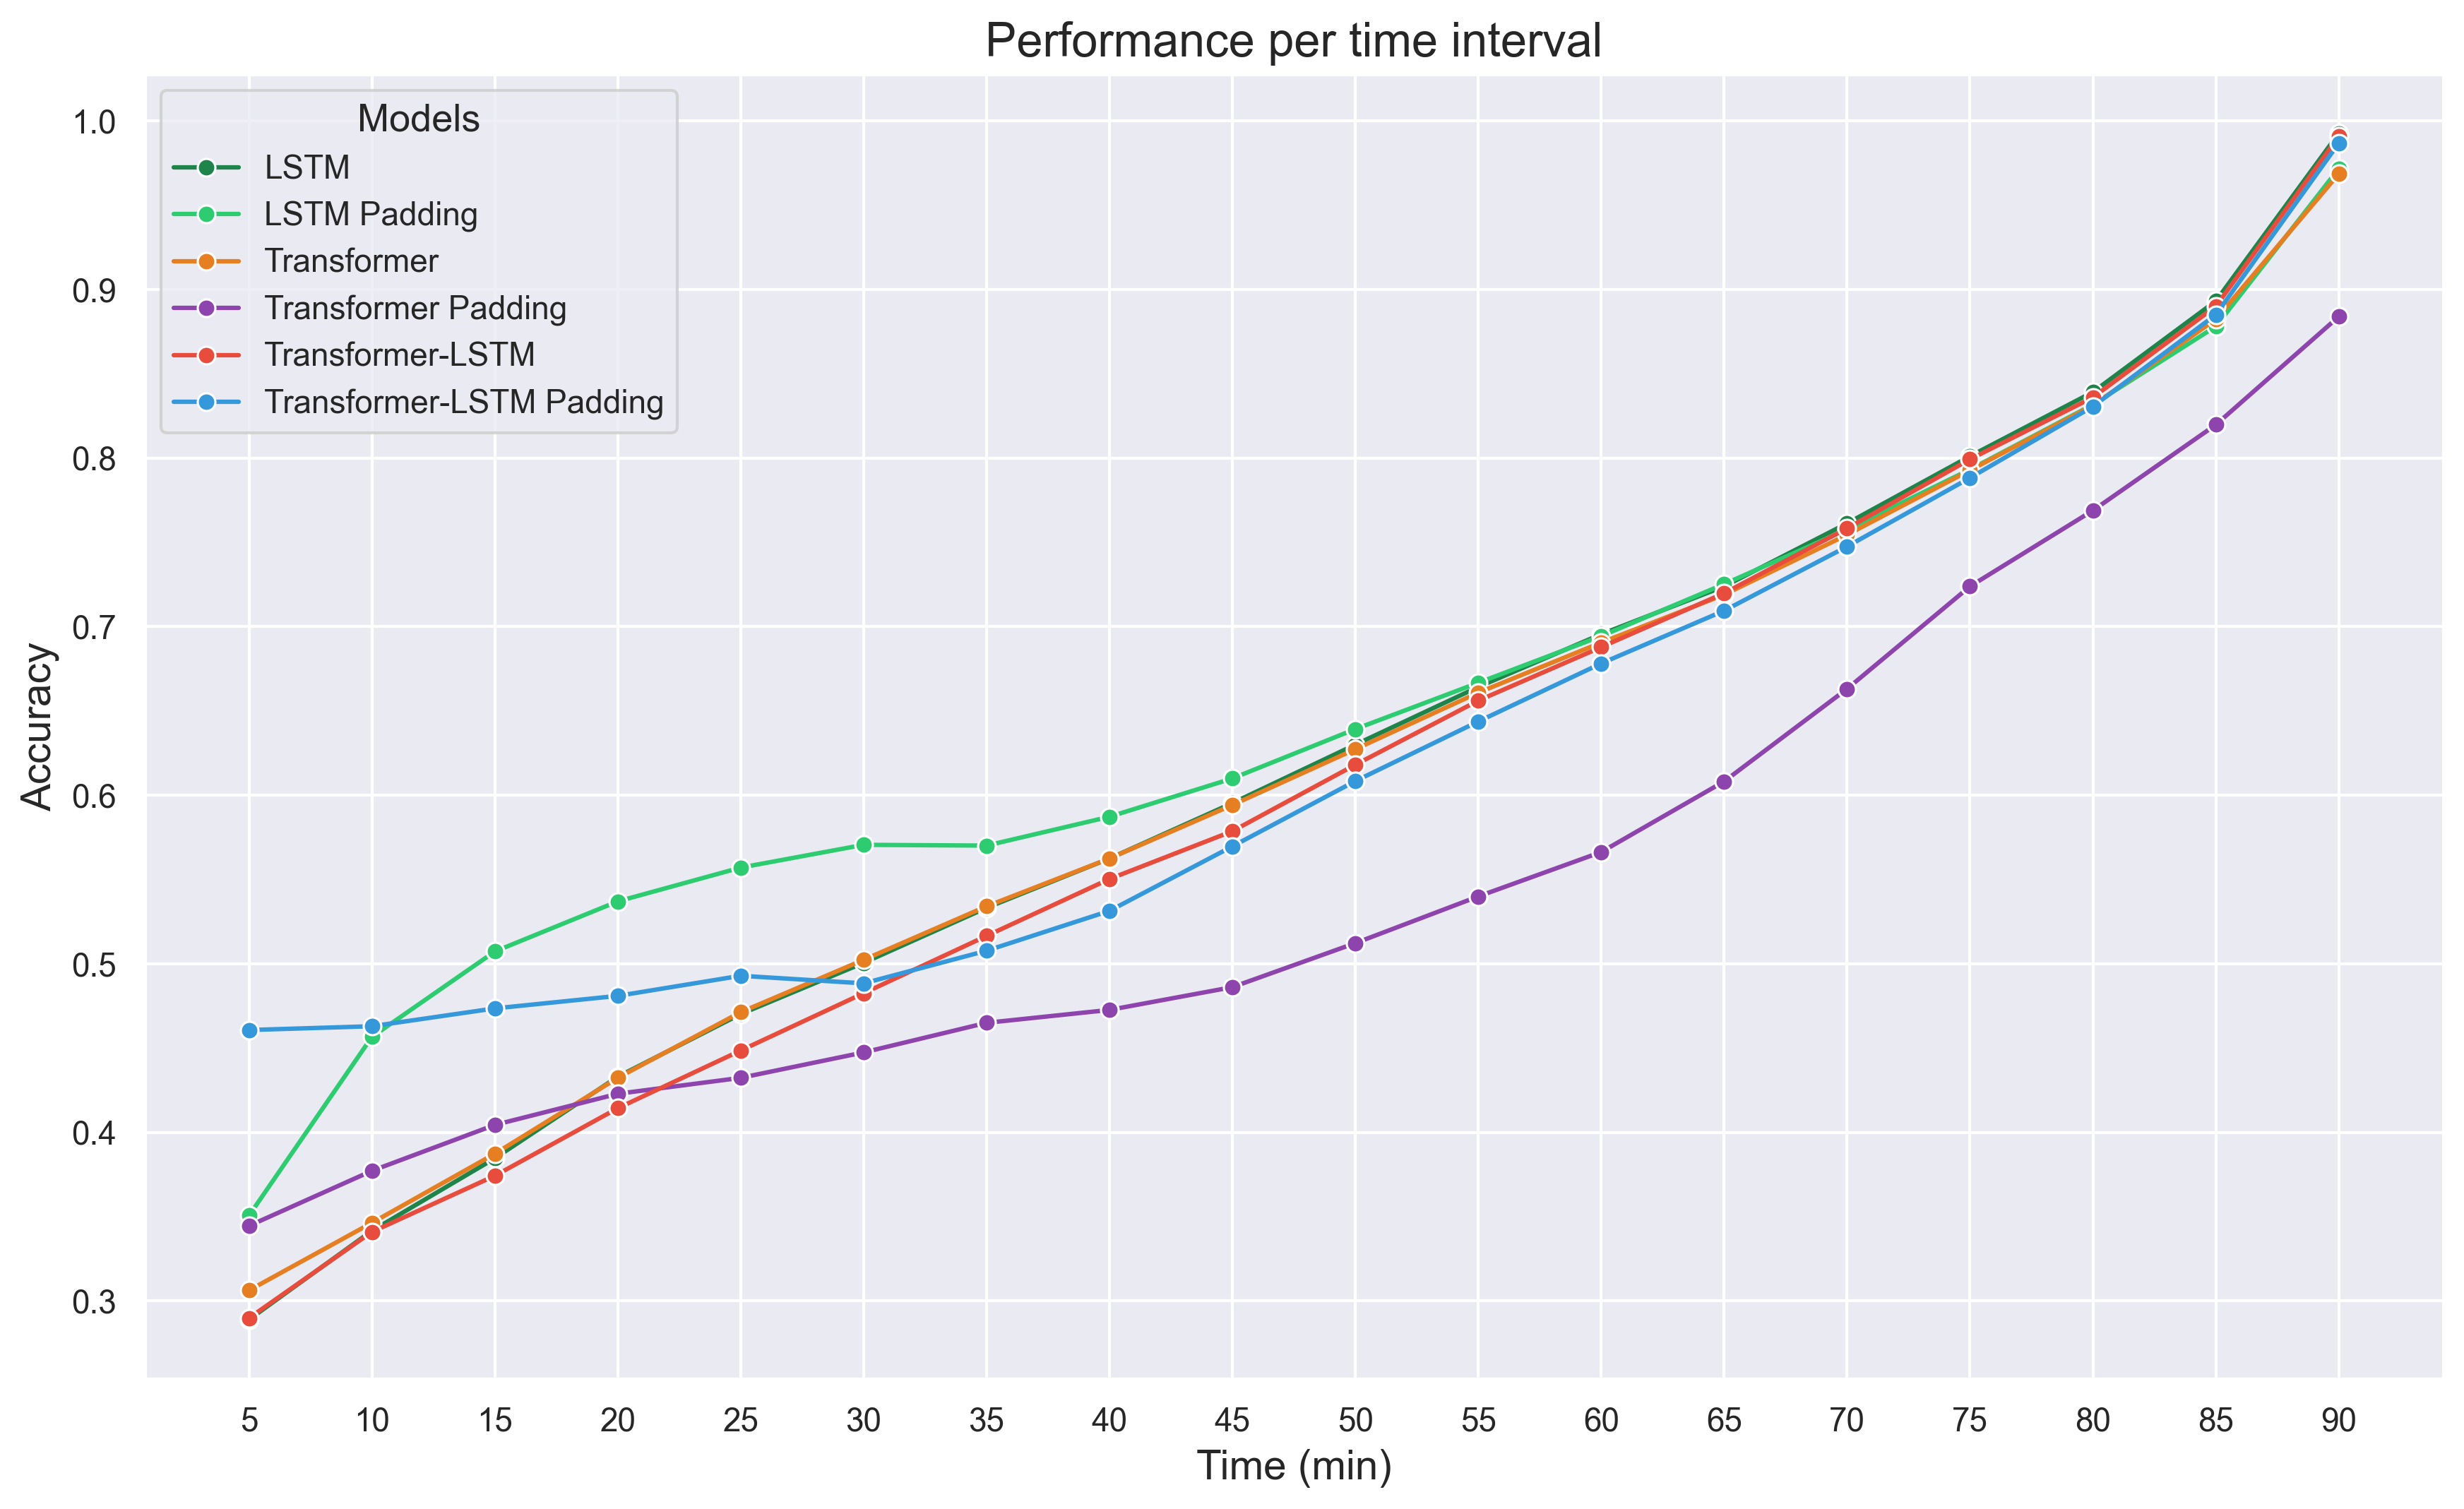 Performance per time interval
Models
LSTM
LSTM Padding
Transformer
Transformer Padding
Transformer-LSTM
Transformer-LSTM Padding
1.0
0.9
0.8
0.7
0.6
0.5
0.4
0.3
Accuracy
5 10 15 20 25 30 35 40 45 50 55 60 65 70 75 80 85 90
Time (min)